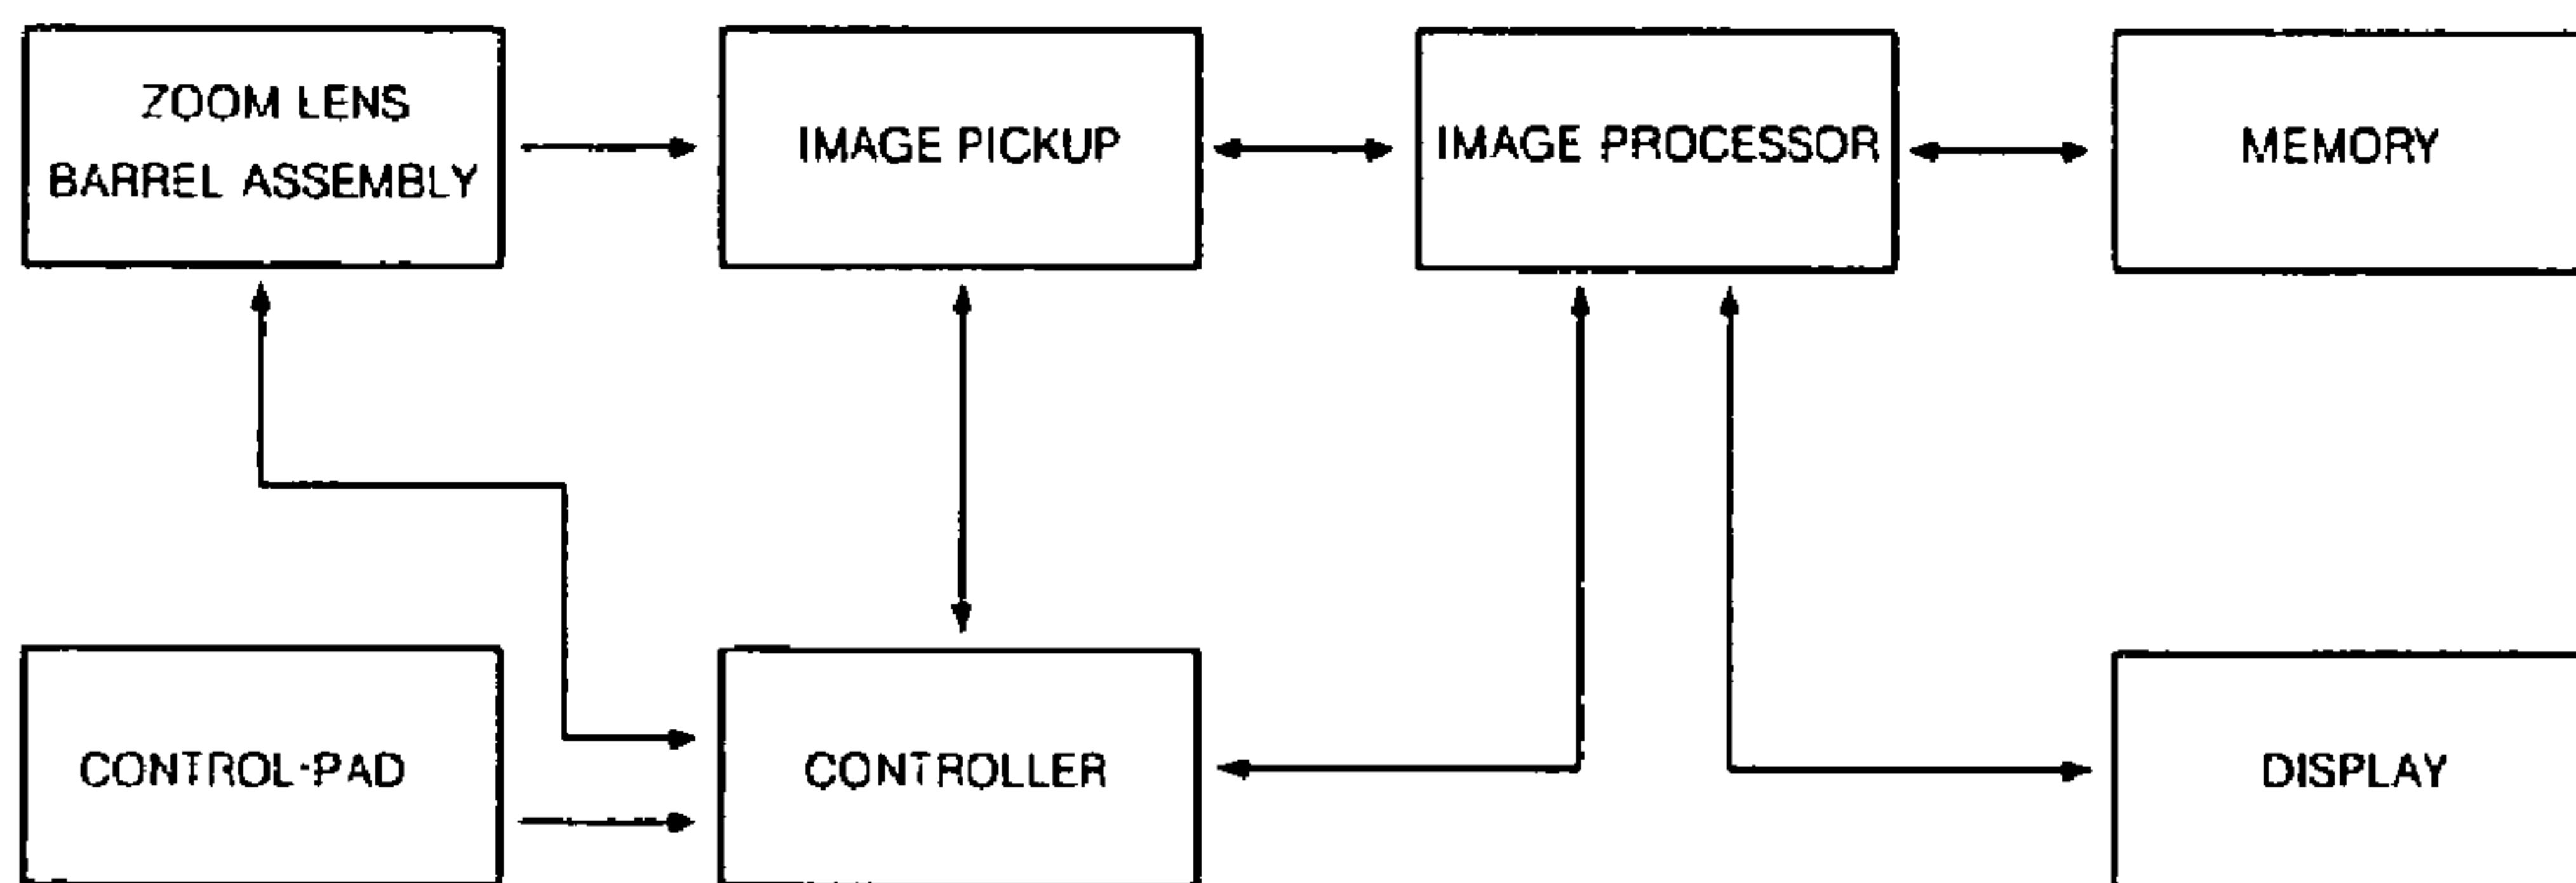 ZOOM LENS
BARREL ASSEMBLY
IMAGE PICKUP
IMAGE PROCESSOR
MEMORY
CONTROL-PAD
CONTROLLER
DISPLAY